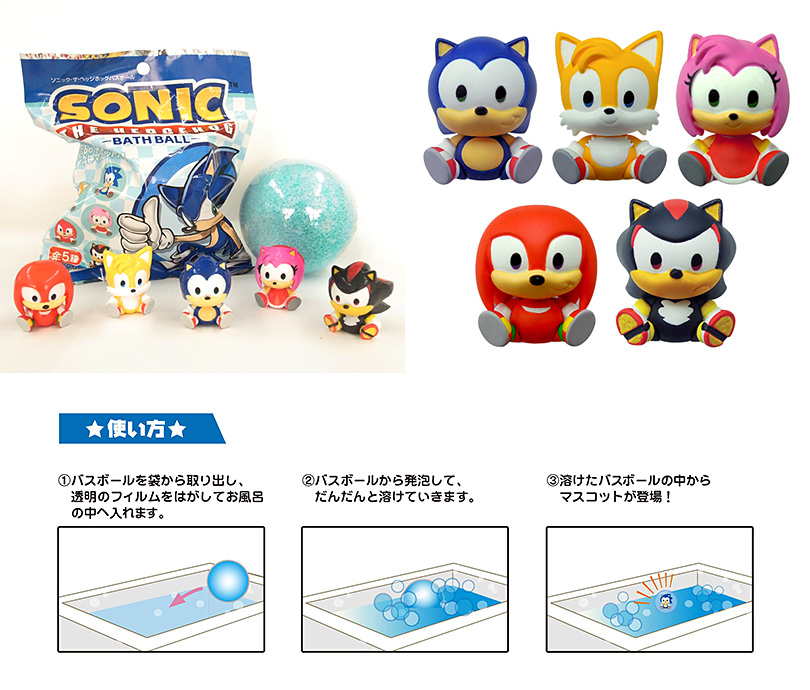 ソニック・ザ・ヘッジホッグバスボール
SONIC
THE HEDGEHOG
BATH BALL
TM
全5種
★使い方★
①バスボールを袋から取り出し、
透明のフィルムをはがしてお風呂
の中へ入れます。
②バスボールから発泡して、
だんだんと溶けていきます。
③溶けたバスボールの中から
マスコットが登場！